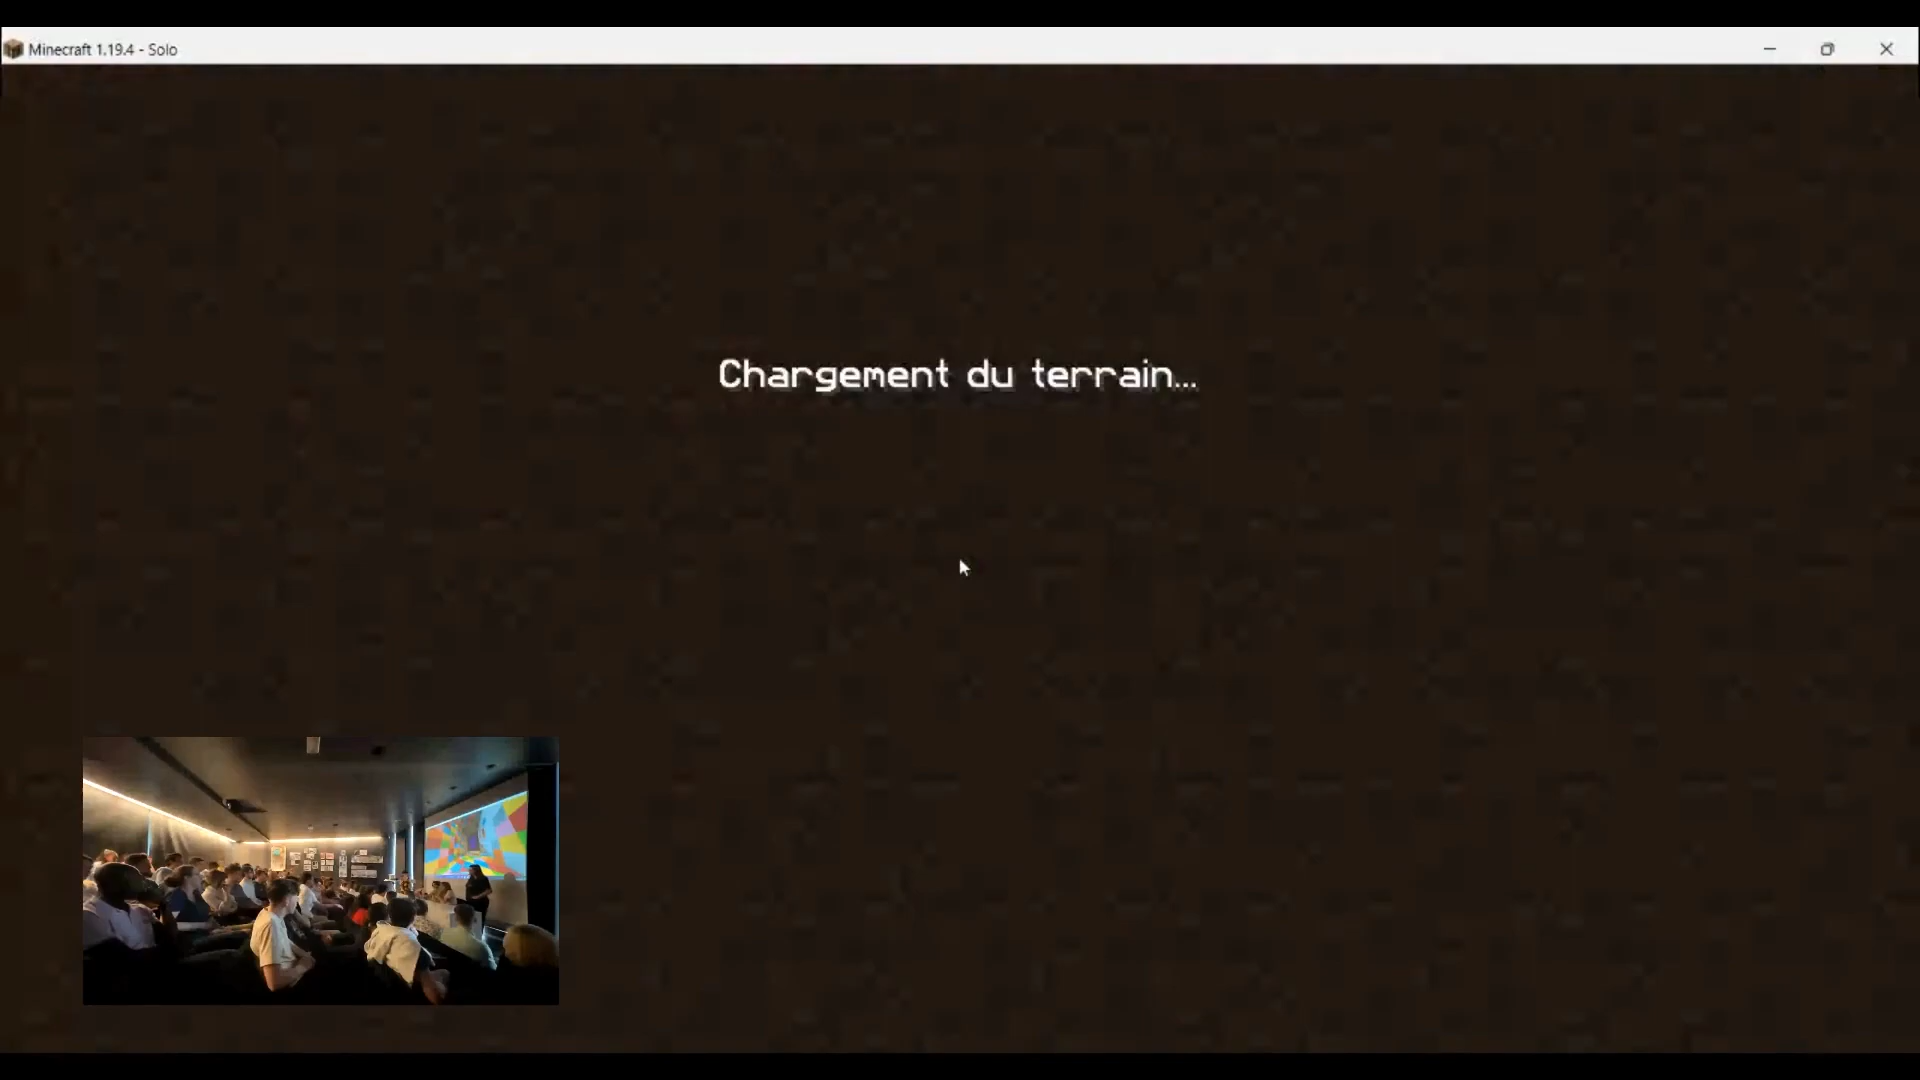 Minecraft 1.19.4 - Solo
Chargement du terrain...